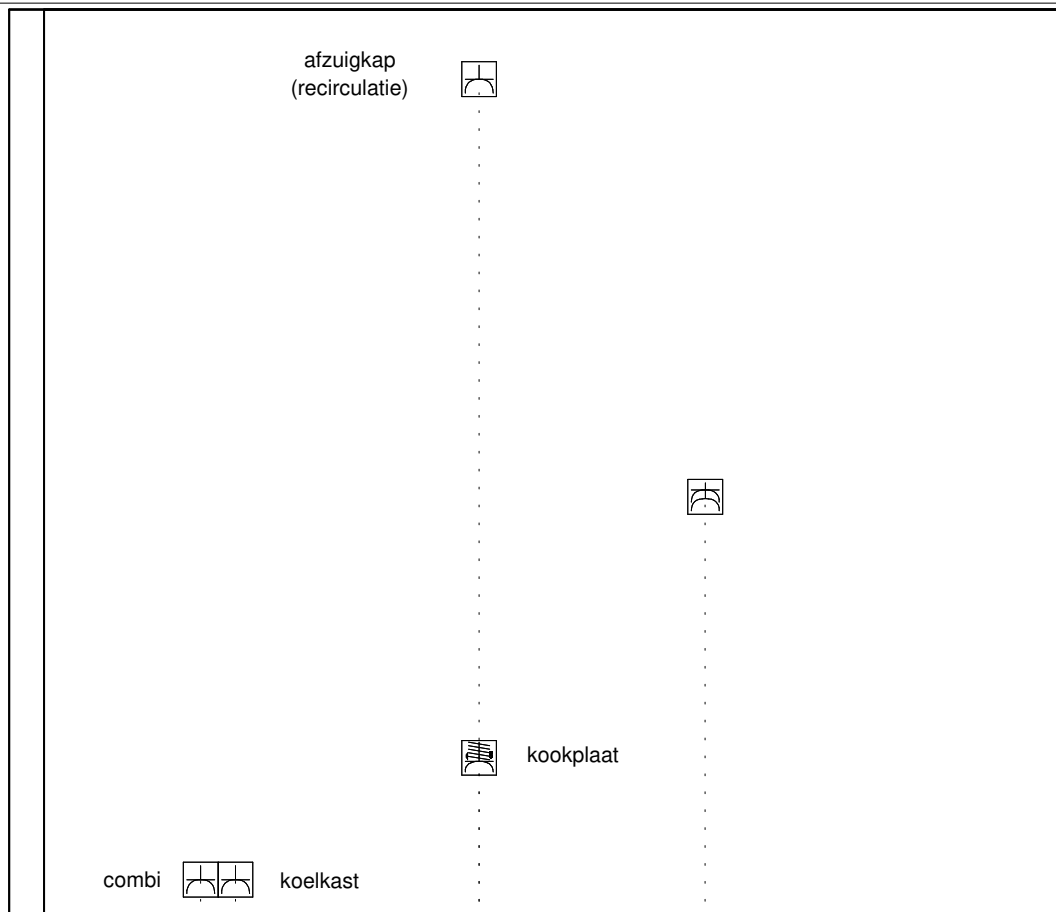 afzuigkap
(recirculatie)
kookplaat
combi
koelkast